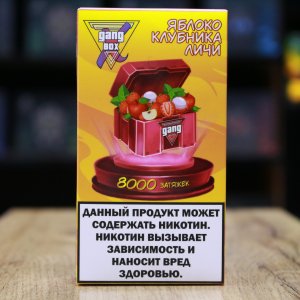 gang
BOX
ЯБЛОКО
КЛУБНИКА
ЛИЧИ
gang
8000 ЗАТЯЖЕК
ДАННЫЙ ПРОДУКТ МОЖЕТ
СОДЕРЖАТЬ НИКОТИН.
НИКОТИН ВЫЗЫВАЕТ
ЗАВИСИМОСТЬ И
НАНОСИТ ВРЕД
ЗДОРОВЬЮ.